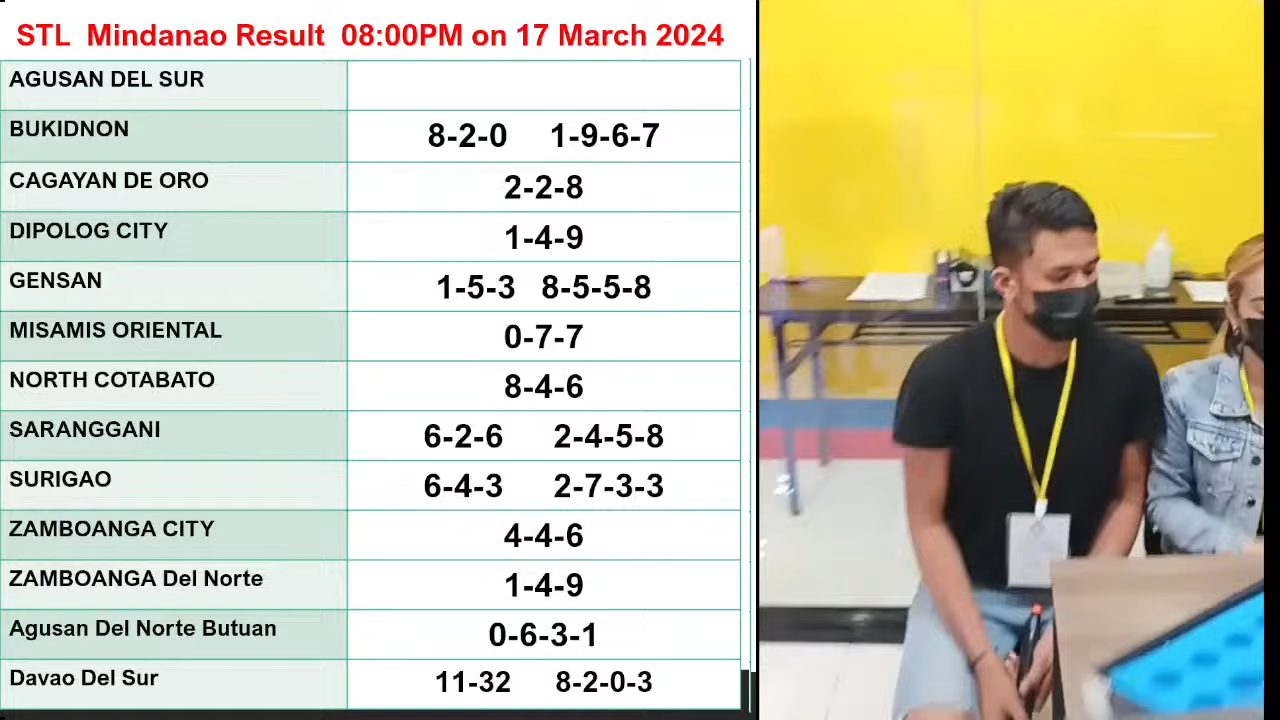 STL Mindanao Result 08:00PM on 17 March 2024
AGUSAN DEL SUR
BUKIDNON 8-2-0 1-9-6-7
CAGAYAN DE ORO 2-2-8
DIPOLOG CITY 1-4-9
GENSAN 1-5-3 8-5-5-8
MISAMIS ORIENTAL 0-7-7
NORTH COTABATO 8-4-6
SARANGGANI 6-2-6 2-4-5-8
SURIGAO 6-4-3 2-7-3-3
ZAMBOANGA CITY 4-4-6
ZAMBOANGA Del Norte 1-4-9
Agusan Del Norte Butuan 0-6-3-1
Davao Del Sur 11-32 8-2-0-3